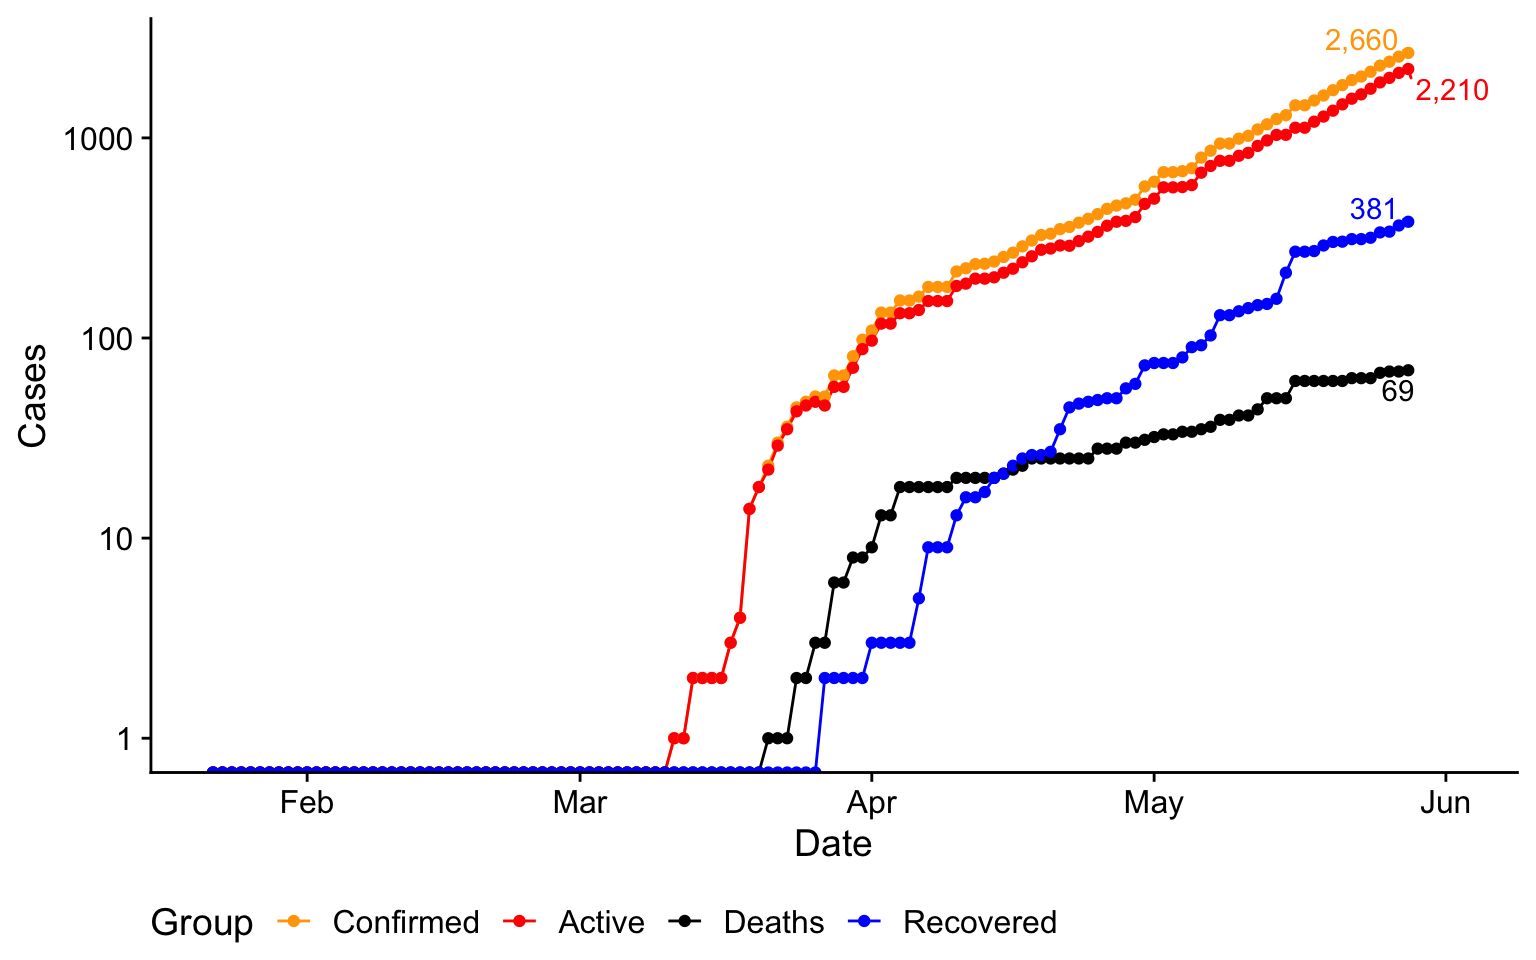 2,660
2,210
381
69
1000
100
10
1
Cases
Feb Mar Apr May Jun
Date
Group Confirmed Active Deaths Recovered